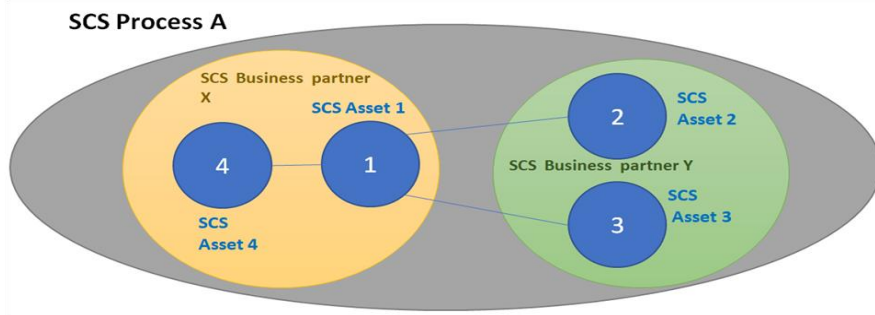 SCS Process A
SCS Business partner
X
SCS Asset 1
4
1
SCS
Asset 4
2
SCS
Asset 2
SCS Business partner Y
3
SCS
Asset 3